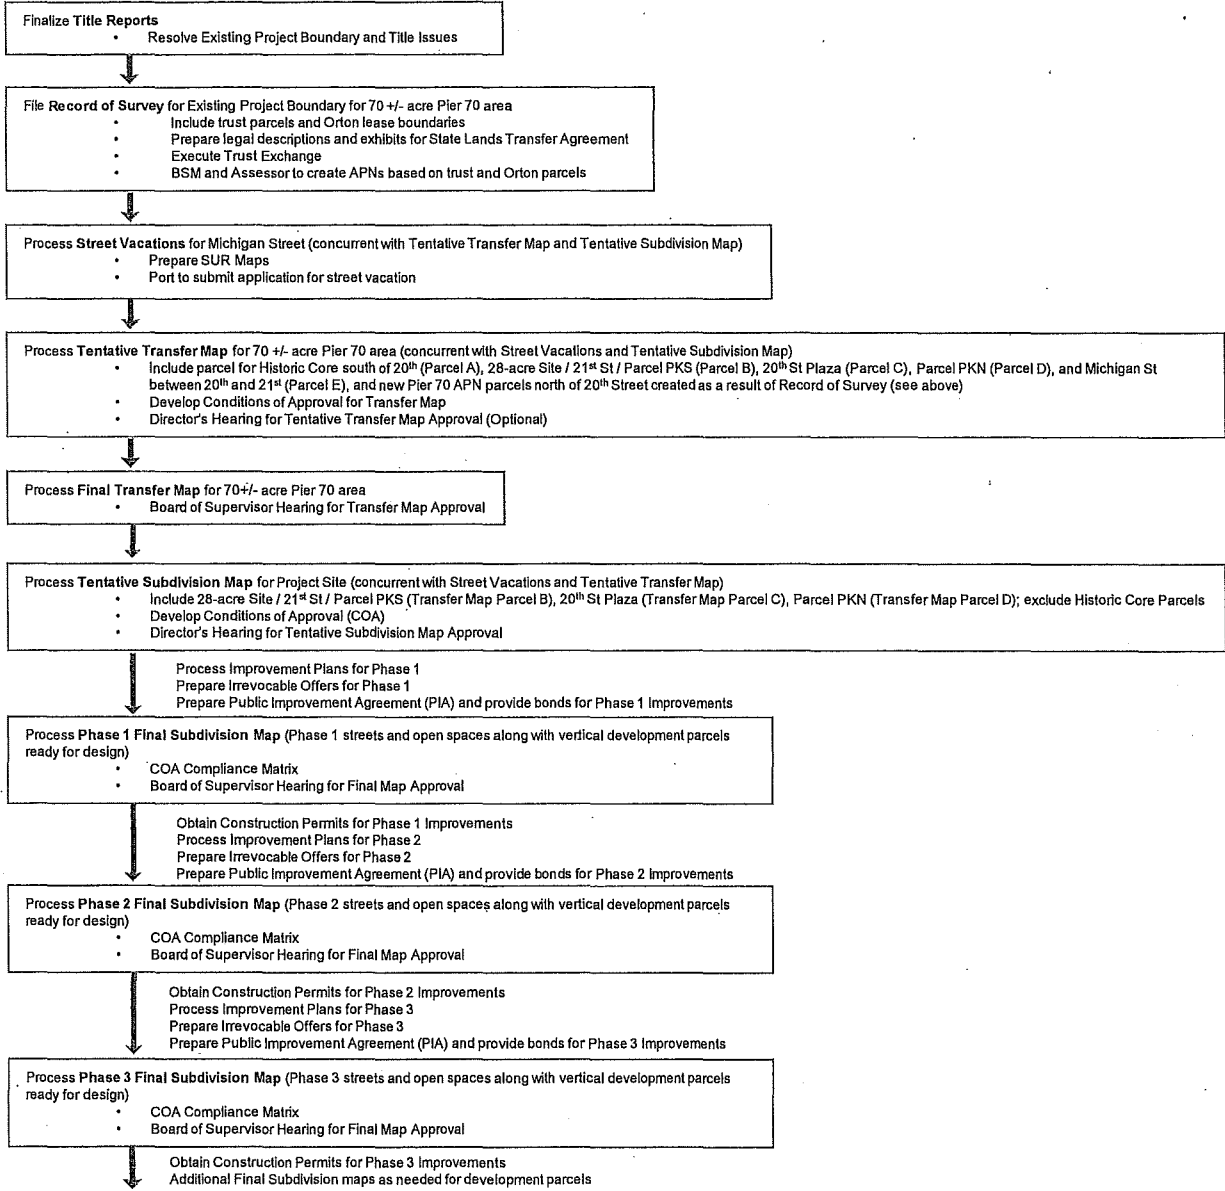 Finalize Title Reports
• Resolve Existing Project Boundary and Title Issues
File Record of Survey for Existing Project Boundary for 70 +/- acre Pier 70 area
• Include trust parcels and Orton lease boundaries
• Prepare legal descriptions and exhibits for State Lands Transfer Agreement
• Execute Trust Exchange
• BSM and Assessor to create APNs based on trust and Orton parcels
Process Street Vacations for Michigan Street (concurrent with Tentative Transfer Map and Tentative Subdivision Map)
• Prepare SUR Maps
• Port to submit application for street vacation
Process Tentative Transfer Map for 70 +/- acre Pier 70 area (concurrent with Street Vacations and Tentative Subdivision Map)
• Include parcel for Historic Core south of 20th (Parcel A), 28-acre Site / 21st St / Parcel PKS (Parcel B), 20th St Plaza (Parcel C), Parcel PKN (Parcel D), and Michigan St
between 20th and 21st (Parcel E), and new Pier 70 APN parcels north of 20th Street created as a result of Record of Survey (see above)
• Develop Conditions of Approval for Transfer Map
• Director's Hearing for Tentative Transfer Map Approval (Optional)
Process Final Transfer Map for 70+/- acre Pier 70 area
• Board of Supervisor Hearing for Transfer Map Approval
Process Tentative Subdivision Map for Project Site (concurrent with Street Vacations and Tentative Transfer Map)
• Include 28-acre Site / 21st St / Parcel PKS (Transfer Map Parcel B), 20th St Plaza (Transfer Map Parcel C), Parcel PKN (Transfer Map Parcel D); exclude Historic Core Parcels
• Develop Conditions of Approval (COA)
• Director's Hearing for Tentative Subdivision Map Approval
Process Improvement Plans for Phase 1
Prepare Irrevocable Offers for Phase 1
Prepare Public Improvement Agreement (PIA) and provide bonds for Phase 1 Improvements
Process Phase 1 Final Subdivision Map (Phase 1 streets and open spaces along with vertical development parcels
ready for design)
• COA Compliance Matrix
• Board of Supervisor Hearing for Final Map Approval
Obtain Construction Permits for Phase 1 Improvements
Process Improvement Plans for Phase 2
Prepare Irrevocable Offers for Phase 2
Prepare Public Improvement Agreement (PIA) and provide bonds for Phase 2 Improvements
Process Phase 2 Final Subdivision Map (Phase 2 streets and open spaces along with vertical development parcels
ready for design)
• COA Compliance Matrix
• Board of Supervisor Hearing for Final Map Approval
Obtain Construction Permits for Phase 2 Improvements
Process Improvement Plans for Phase 3
Prepare Irrevocable Offers for Phase 3
Prepare Public Improvement Agreement (PIA) and provide bonds for Phase 3 Improvements
Process Phase 3 Final Subdivision Map (Phase 3 streets and open spaces along with vertical development parcels
ready for design)
• COA Compliance Matrix
• Board of Supervisor Hearing for Final Map Approval
Obtain Construction Permits for Phase 3 Improvements
Additional Final Subdivision maps as needed for development parcels